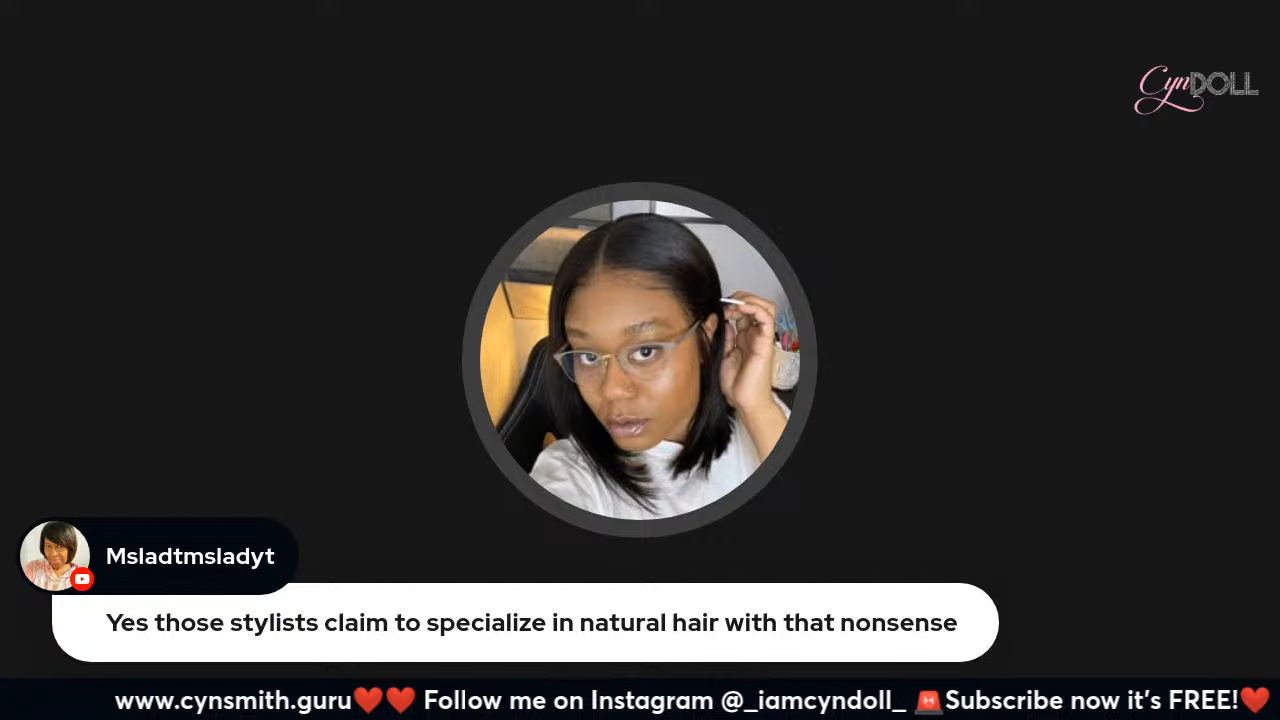 CynDOLL
Msladtmsladyt
Yes those stylists claim to specialize in natural hair with that nonsense
www.cynsmith.guru❤️❤️ Follow me on Instagram @_iamcyndoll_ 🚨Subscribe now it's FREE!❤️